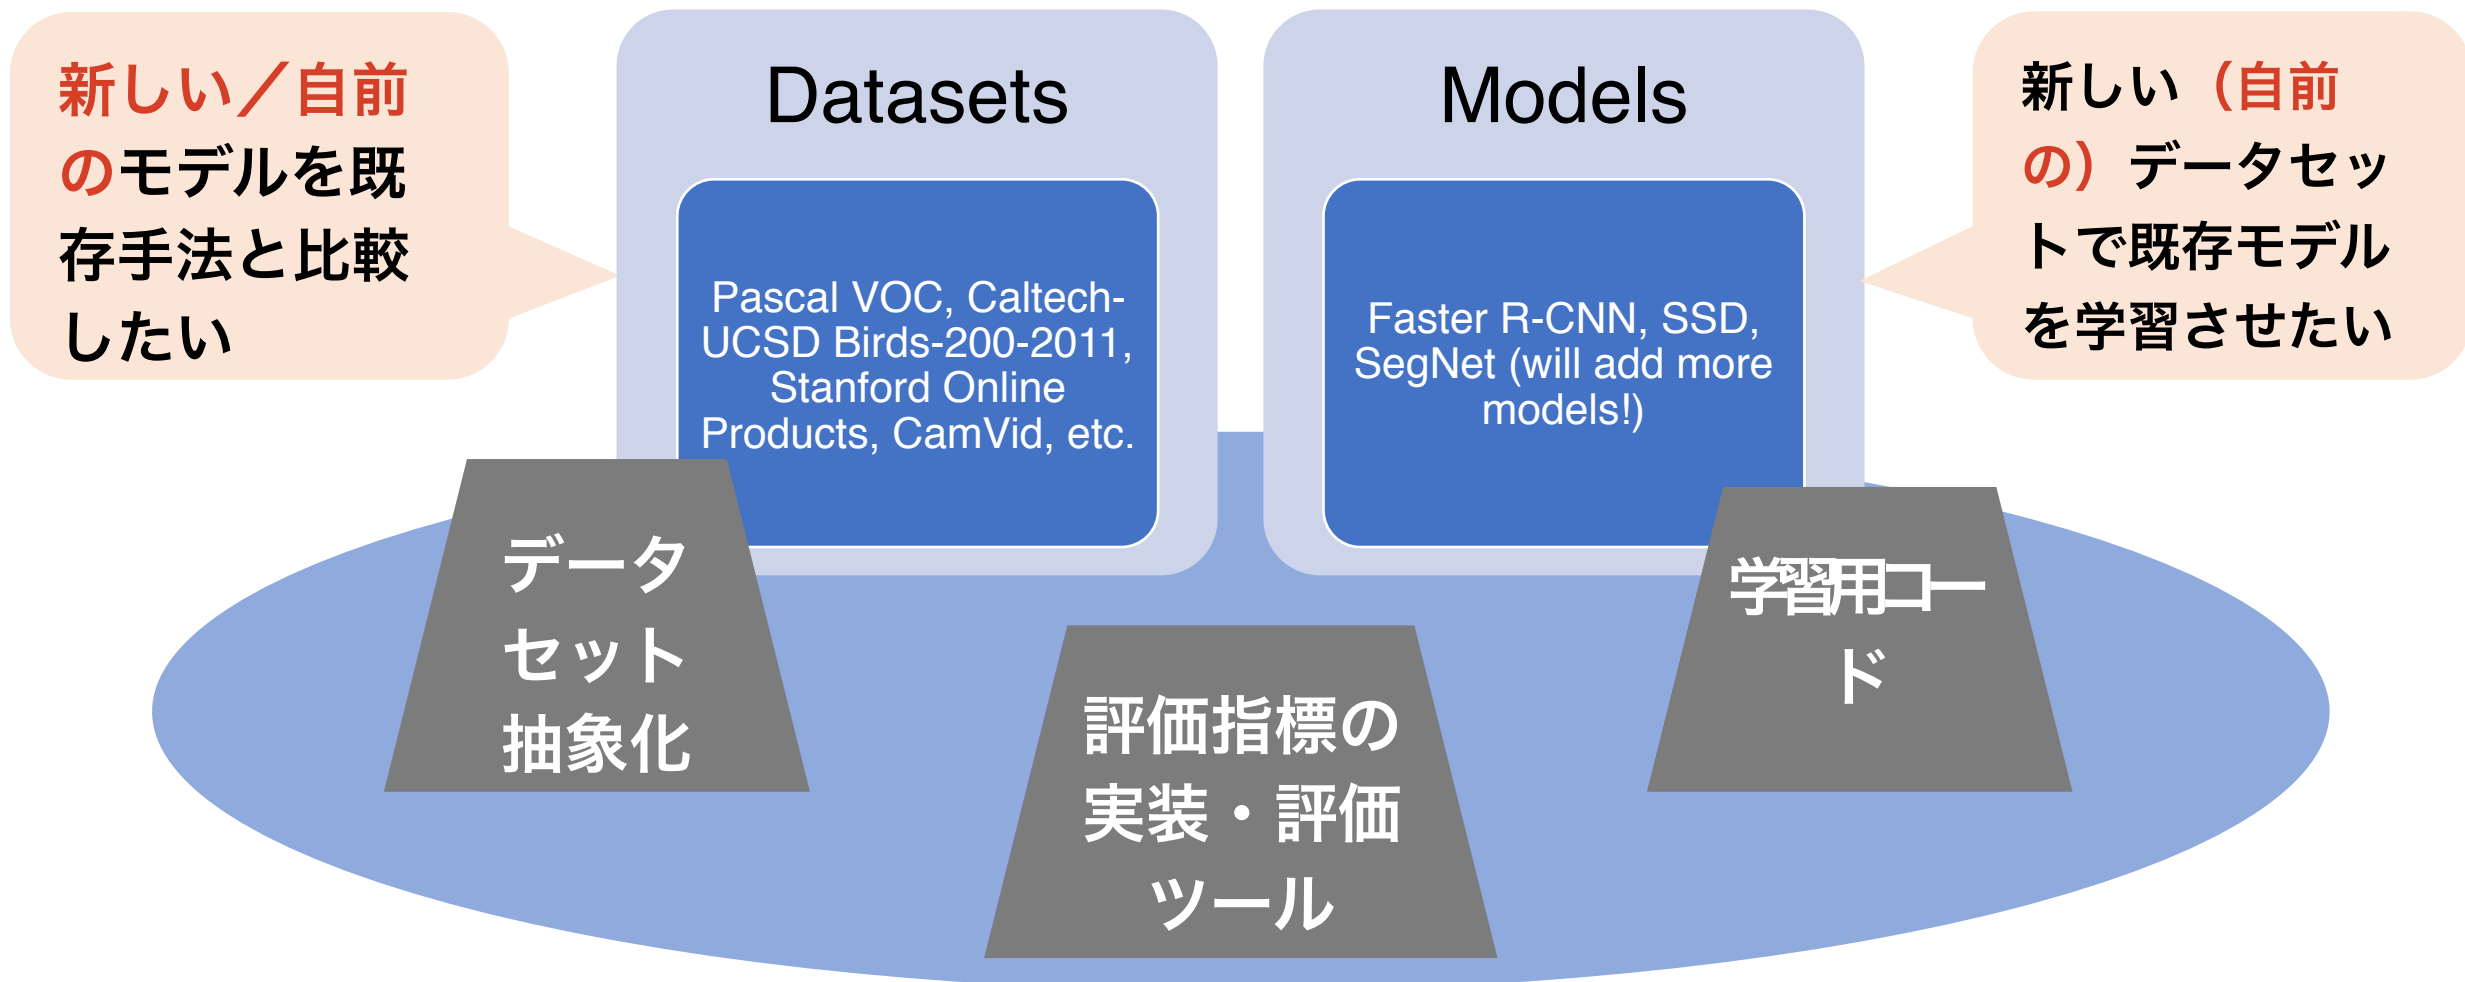 新しい／自前
のモデルを既
存手法と比較
したい
Datasets
Pascal VOC, Caltech-
UCSD Birds-200-2011,
Stanford Online
Products, CamVid, etc.
Models
Faster R-CNN, SSD,
SegNet (will add more
models!)
新しい（自前
の）データセッ
トで既存モデル
を学習させたい
データ
セット
抽象化
評価指標の
実装・評価
ツール
学習用コー
ド